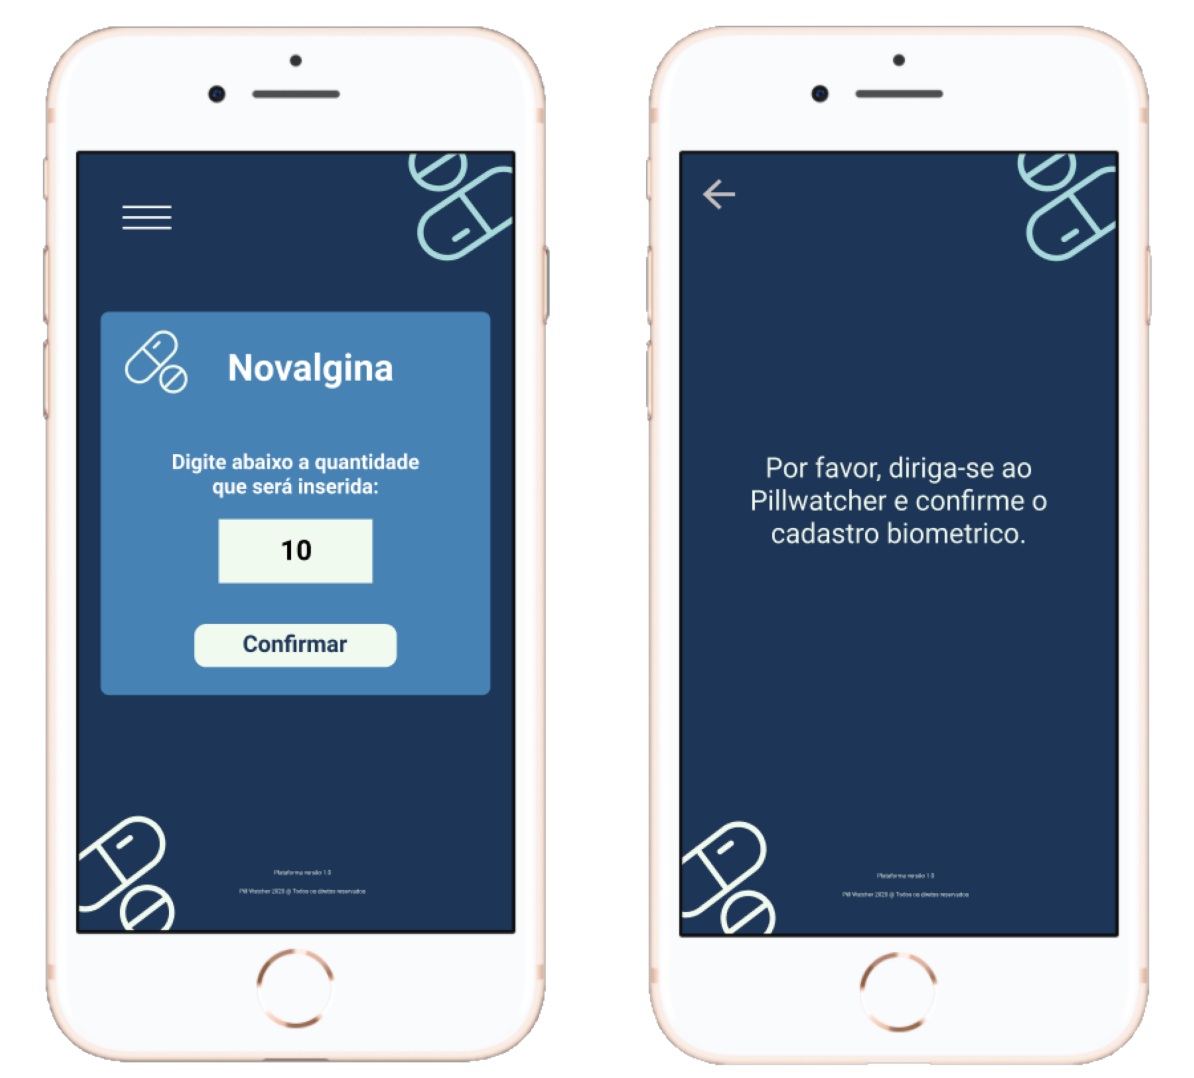 Novalgina
Digite abaixo a quantidade
que será inserida:
10
Confirmar
Plataforma versão 1.0
Pill Watcher 2020 @ Todos os direitos reservados
Por favor, diriga-se ao
Pillwatcher e confirme o
cadastro biometrico.
Plataforma versão 1.0
Pill Watcher 2020 @ Todos os direitos reservados